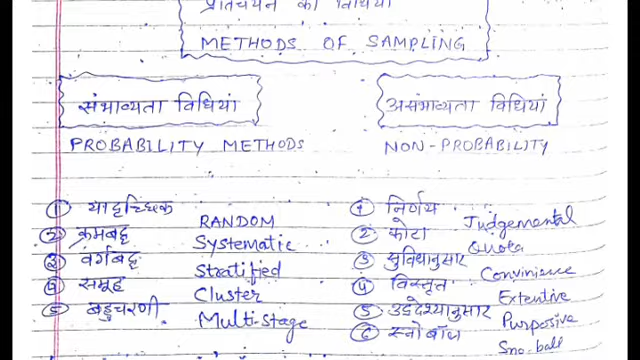 प्रतिचयन की विधियां
METHODS OF SAMPLING
संभाव्यता विधियां
असंभाव्यता विधियां
PROBABILITY METHODS
NON-PROBABILITY
① यादृच्छिक RANDOM
② क्रमबद्ध Systematic
③ वर्गबद्ध Stratified
④ समूह Cluster
⑤ बहुचरणी Multi-stage
① निर्णय Judgemental
② कोटा Quota
③ सुविधानुसार Convinience
④ विस्तृत Extentive
⑤ उद्देश्यानुसार Purposive
⑥ स्नोबॉल Sno-ball